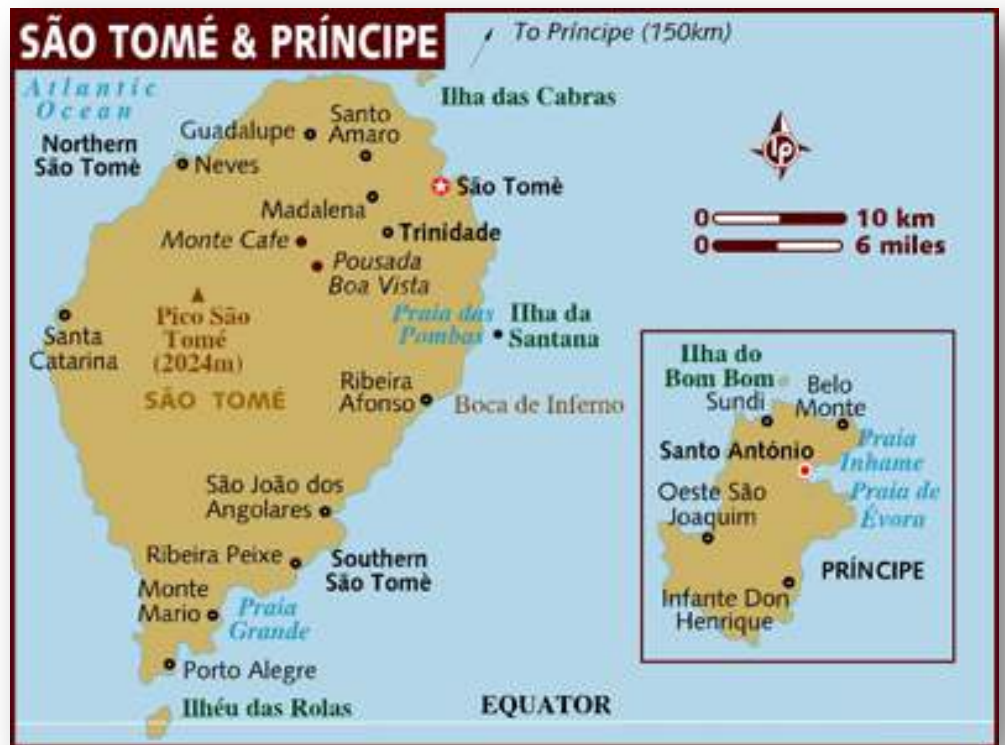 SÃO TOMÉ & PRÍNCIPE
To Príncipe (150km)
Atlantic
Ocean
Ilha das Cabras
Northern
São Tomè
Guadalupe
Santo
Amaro
Neves
São Tomè
lp
Madalena
Trinidade
Monte Cafe
Pousada
Boa Vista
0 10 km
0 6 miles
Pico São
Tomé
(2024m)
Santa
Catarina
SÃO TOMÉ
Praia das
Pombas
Ilha da
Santana
Ribeira
Afonso
Boca de Inferno
São João dos
Angolares
Ribeira Peixe
Southern
São Tomè
Monte
Mario
Praia
Grande
Porto Alegre
Ilhéu das Rolas
EQUATOR
Ilha do
Bom Bom
Sundi
Belo
Monte
Santo António
Praia
Inhame
Oeste São
Joaquim
Praia de
Évora
PRÍNCIPE
Infante Don
Henrique